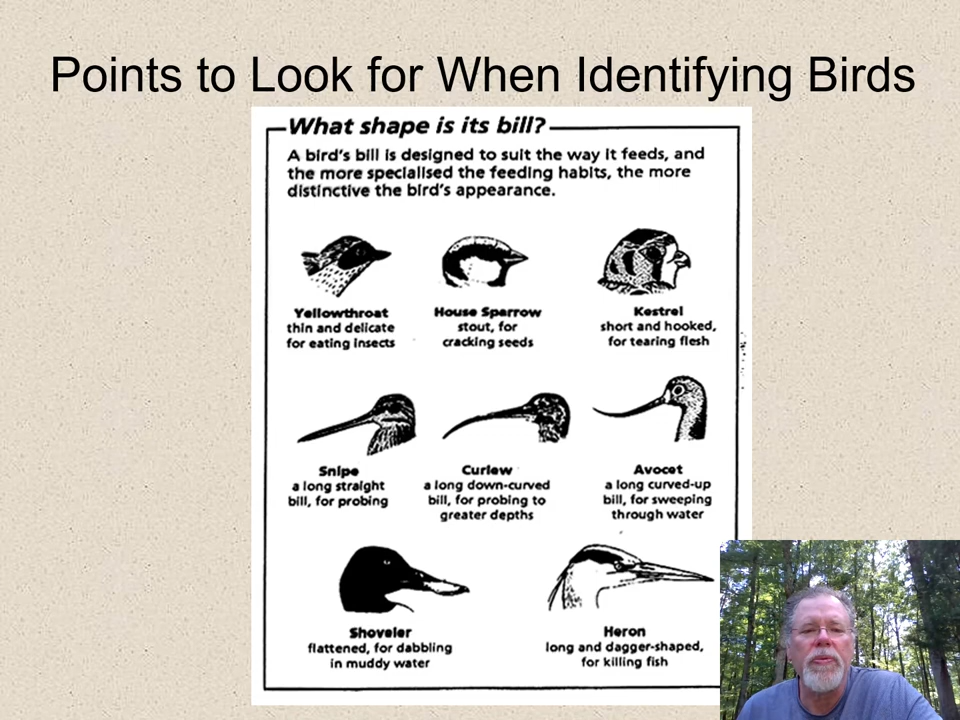 Points to Look for When Identifying Birds
What shape is its bill?
A bird's bill is designed to suit the way it feeds, and
the more specialised the feeding habits, the more
distinctive the bird's appearance.
Yellowthroat
thin and delicate
for eating insects
House Sparrow
stout, for
cracking seeds
Kestrel
short and hooked,
for tearing flesh
Snipe
a long straight
bill, for probing
Curlew
a long down-curved
bill, for probing to
greater depths
Avocet
a long curved-up
bill, for sweeping
through water
Shoveler
flattened, for dabbling
in muddy water
Heron
long and dagger-shaped,
for killing fish